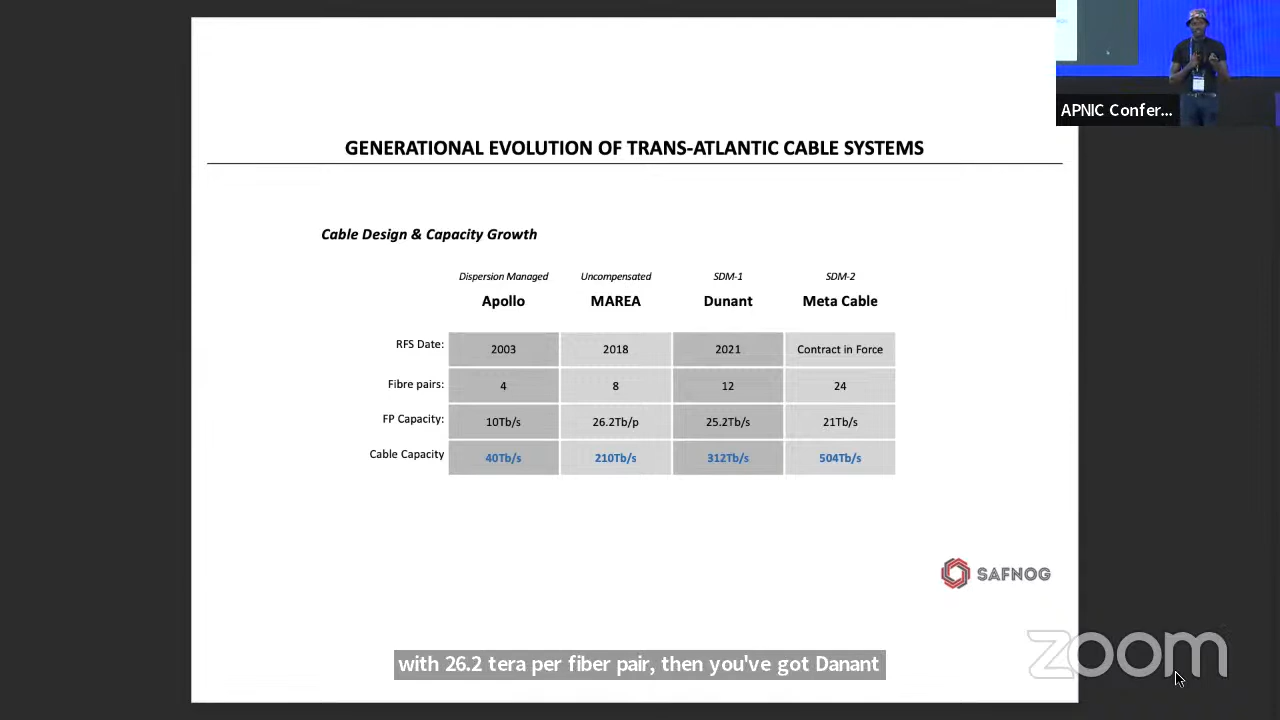 APNIC Confer...
GENERATIONAL EVOLUTION OF TRANS-ATLANTIC CABLE SYSTEMS
Cable Design & Capacity Growth
Dispersion Managed Uncompensated SDM-1 SDM-2
Apollo MAREA Dunant Meta Cable
RFS Date: 2003 2018 2021 Contract in Force
Fibre pairs: 4 8 12 24
FP Capacity: 10Tb/s 26.2Tb/p 25.2Tb/s 21Tb/s
Cable Capacity 40Tb/s 210Tb/s 312Tb/s 504Tb/s
SAFNOG
with 26.2 tera per fiber pair, then you've got Danant
zoom